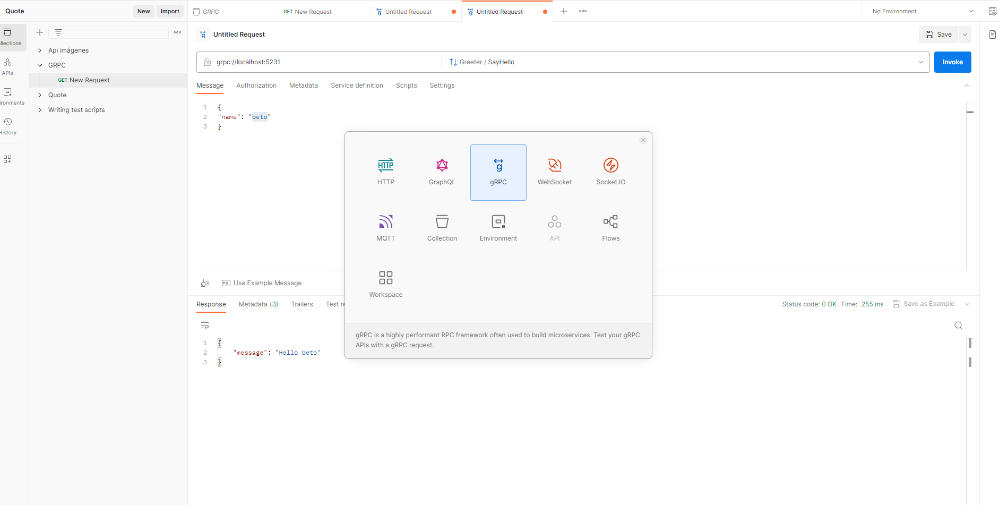 Quote
New
Import
GRPC
GET New Request
Untitled Request
Untitled Request
No Environment
llections
APIs
ironments
History
Api imágenes
GRPC
GET New Request
Quote
Writing test scripts
Untitled Request
Save
grpc://localhost:5231
Greeter / SayHello
Invoke
Message
Authorization
Metadata
Service definition
Scripts
Settings
1 {
2 "name": "beto"
3 }
HTTP
HTTP
GraphQL
g
gRPC
WebSocket
Socket.IO
MQTT
Collection
Environment
API
Flows
Workspace
gRPC is a highly performant RPC framework often used to build microservices. Test your gRPC
APIs with a gRPC request.
e.g. Use Example Message
Response
Metadata (3)
Trailers
Test re
Status code: 0 OK Time: 255 ms
Save as Example
1 {
2 "message": "Hello beto"
3 }